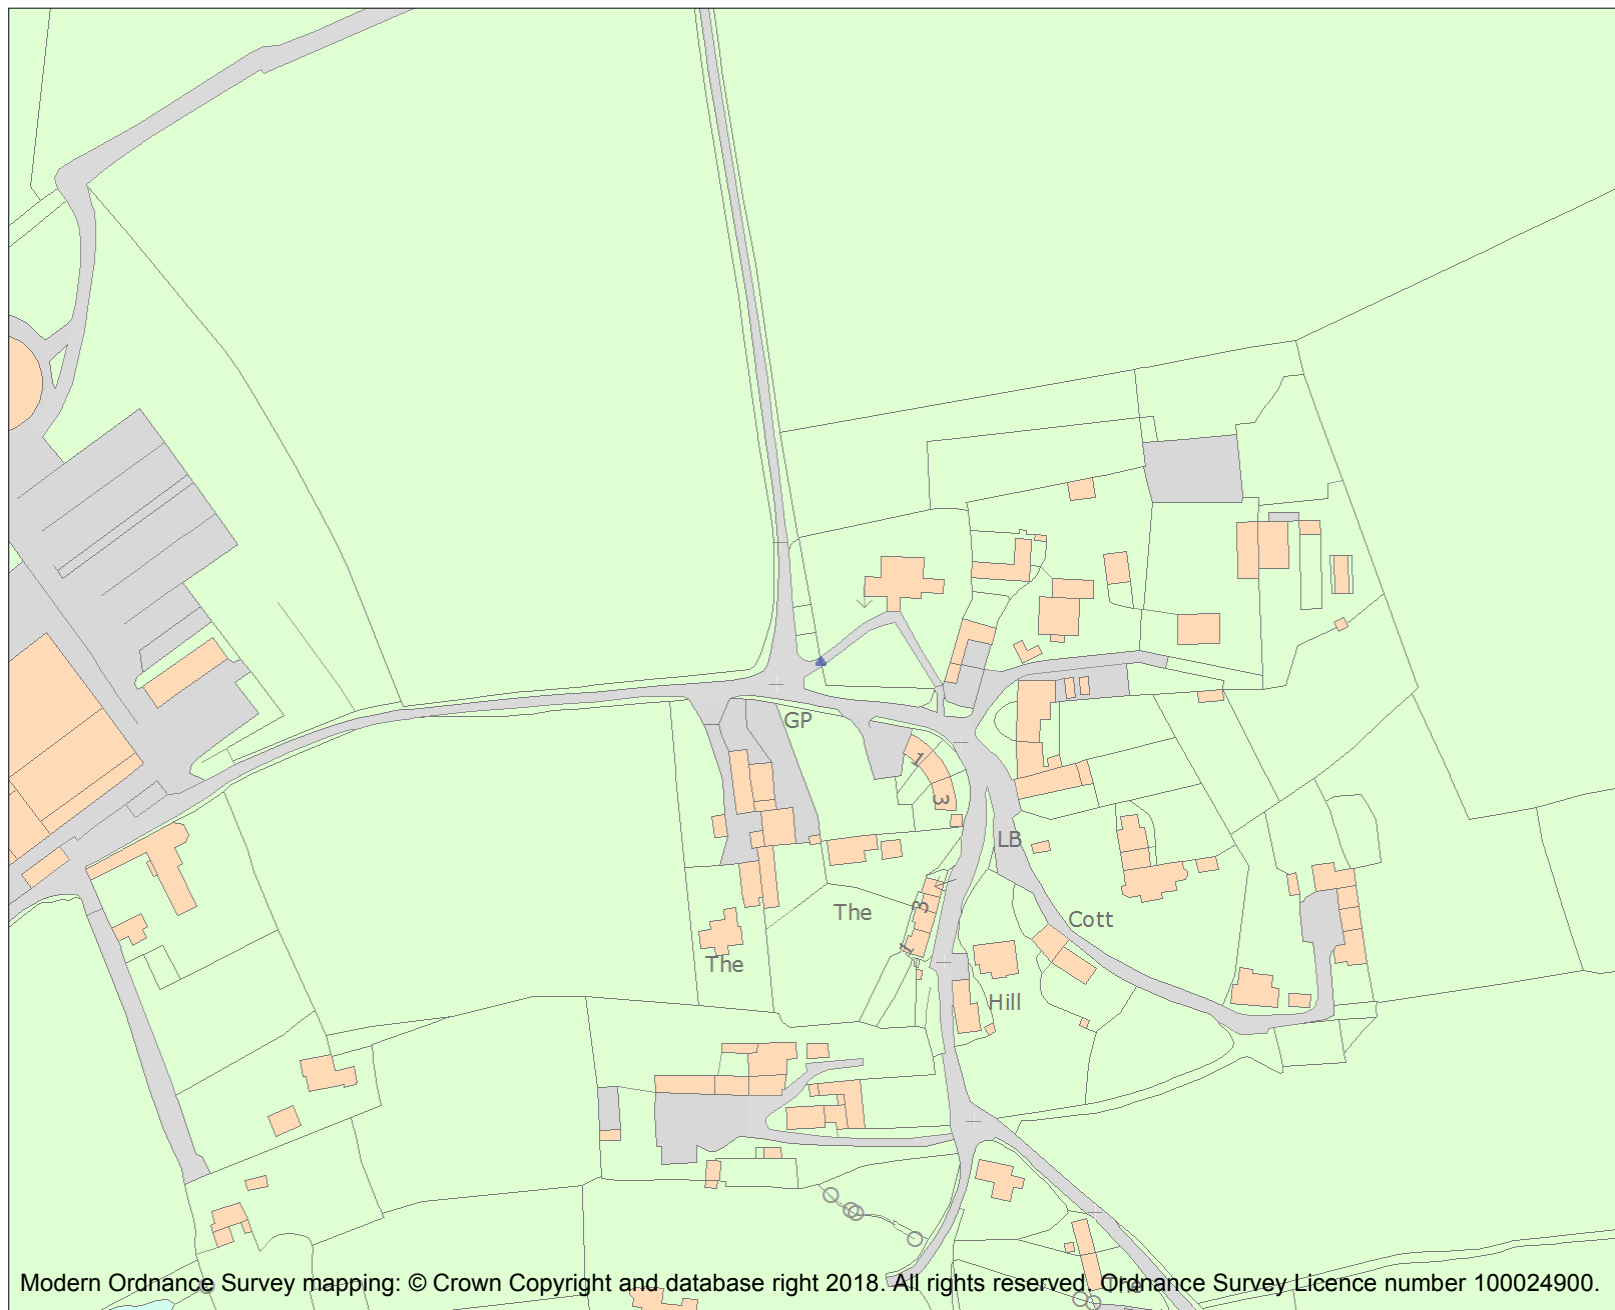 GP
1
3
LB
The
3
1
Cott
The
Hill
The
Modern Ordnance Survey mapping: © Crown Copyright and database right 2018. All rights reserved. Ordnance Survey Licence number 100024900.